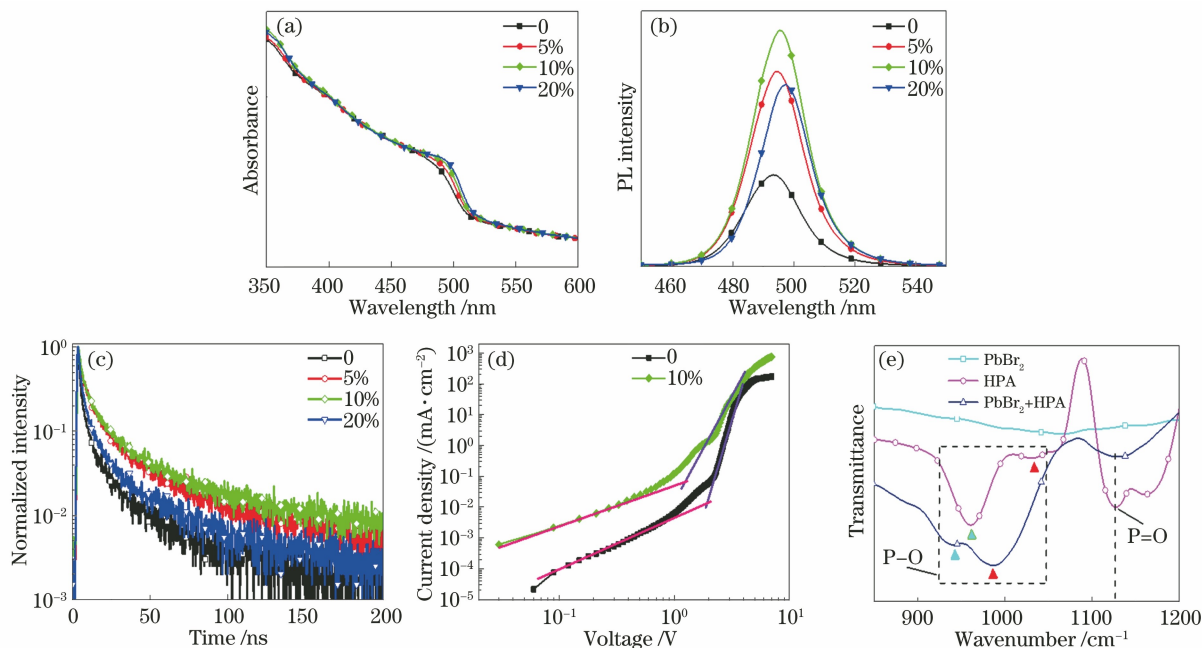 (a)
0
5%
10%
20%
Absorbance
350 400 450 500 550 600
Wavelength /nm
(b)
0
5%
10%
20%
PL intensity
460 480 500 520 540
Wavelength /nm
(c)
0
5%
10%
20%
Normalized intensity
10⁰
10⁻¹
10⁻²
10⁻³
0 50 100 150 200
Time /ns
(d)
0
10%
Current density /(mA·cm⁻²)
10³
10²
10¹
10⁰
10⁻¹
10⁻²
10⁻³
10⁻⁴
10⁻⁵
10⁻¹ 10⁰ 10¹
Voltage /V
(e)
PbBr₂
HPA
PbBr₂+HPA
Transmittance
P−O
P=O
900 1000 1100 1200
Wavenumber /cm⁻¹